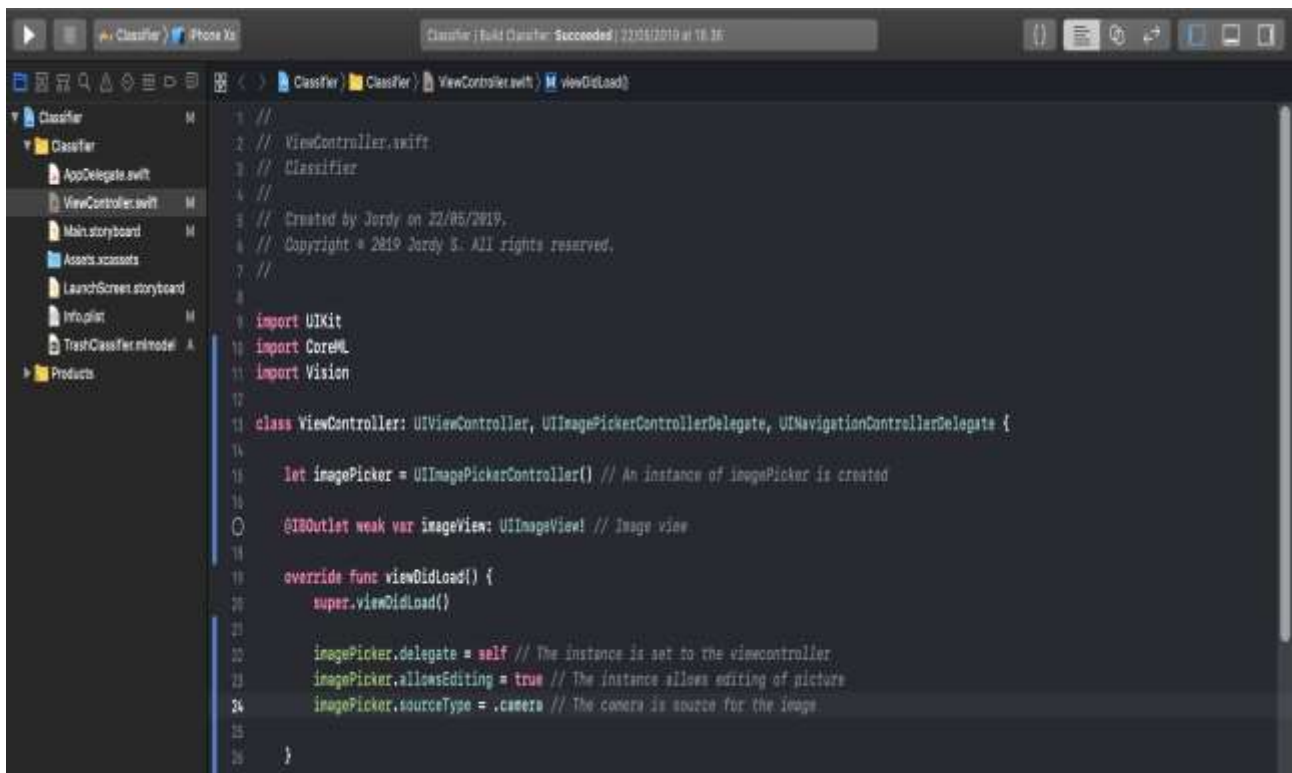 Classifier iPhone Xs
Classifier | Build Classifier: Succeeded | 22/05/2019 at 18:36
Classifier Classifier ViewController.swift M viewDidLoad()
Classifier M
Classifier
AppDelegate.swift
ViewController.swift M
Main.storyboard M
Assets.xcassets
LaunchScreen.storyboard
Info.plist M
TrashClassifier.mlmodel A
Products
1 //
2 // ViewController.swift
3 // Classifier
4 //
5 // Created by Jordy on 22/05/2019.
6 // Copyright © 2019 Jordy S. All rights reserved.
7 //
8
9 import UIKit
10 import CoreML
11 import Vision
12
13 class ViewController: UIViewController, UIImagePickerControllerDelegate, UINavigationControllerDelegate {
14
15 let imagePicker = UIImagePickerController() // An instance of imagePicker is created
16
@IBOutlet weak var imageView: UIImageView! // Image view
18
19 override func viewDidLoad() {
20 super.viewDidLoad()
21
22 imagePicker.delegate = self // The instance is set to the viewcontroller
23 imagePicker.allowsEditing = true // The instance allows editing of picture
24 imagePicker.sourceType = .camera // The camera is source for the image
25
26 }